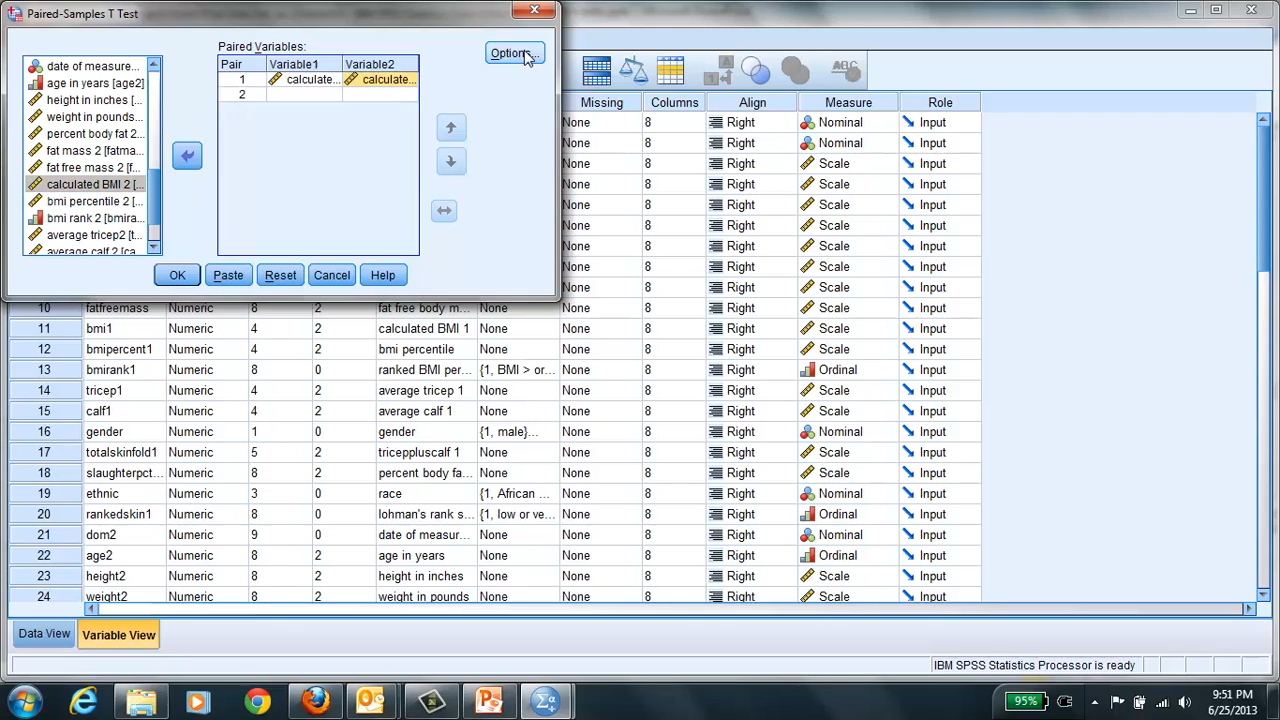 Paired-Samples T Test
Paired Variables:
Options...
date of measure...
age in years [age2]
height in inches [...
weight in pounds...
percent body fat 2...
fat mass 2 [fatma...
fat free mass 2 [f...
calculated BMI 2 [...
bmi percentile 2 [...
bmi rank 2 [bmira...
average tricep2 [t...
average calf 2 [ca...
Pair Variable1 Variable2
1 calculate... calculate...
2
OK Paste Reset Cancel Help
Missing Columns Align Measure Role
None 8 Right Nominal Input
None 8 Right Nominal Input
None 8 Right Scale Input
None 8 Right Scale Input
None 8 Right Scale Input
None 8 Right Scale Input
None 8 Right Scale Input
None 8 Right Scale Input
None 8 Right Scale Input
10 fatfreemass Numeric 8 2 fat free body m... None None 8 Right Scale Input
11 bmi1 Numeric 4 2 calculated BMI 1 None None 8 Right Scale Input
12 bmipercent1 Numeric 4 2 bmi percentile None None 8 Right Scale Input
13 bmirank1 Numeric 8 0 ranked BMI per... {1, BMI > or... None 8 Right Ordinal Input
14 tricep1 Numeric 4 2 average tricep 1 None None 8 Right Scale Input
15 calf1 Numeric 4 2 average calf 1 None None 8 Right Scale Input
16 gender Numeric 1 0 gender {1, male}... None 8 Right Nominal Input
17 totalskinfold1 Numeric 5 2 triceppluscalf 1 None None 8 Right Scale Input
18 slaughterpct... Numeric 8 2 percent body fa... None None 8 Right Scale Input
19 ethnic Numeric 3 0 race {1, African ... None 8 Right Nominal Input
20 rankedskin1 Numeric 8 0 lohman's rank s... {1, low or ve... None 8 Right Ordinal Input
21 dom2 Numeric 9 0 date of measur... None None 8 Right Nominal Input
22 age2 Numeric 8 2 age in years None None 8 Right Ordinal Input
23 height2 Numeric 8 2 height in inches None None 8 Right Scale Input
24 weight2 Numeric 8 2 weight in pounds None None 8 Right Scale Input
Data View Variable View
IBM SPSS Statistics Processor is ready
95%
9:51 PM
6/25/2013